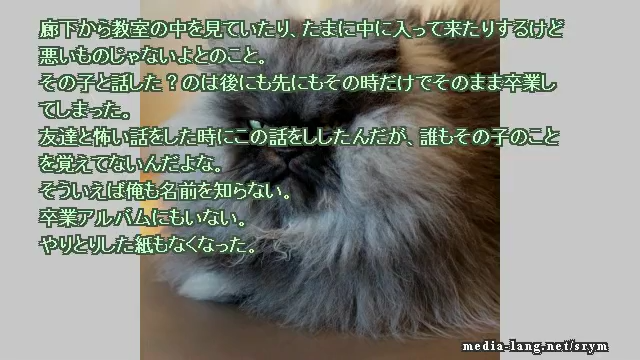 廊下から教室の中を見ていたり、たまに中に入って来たりするけど
悪いものじゃないよとのこと。
その子と話した？のは後にも先にもその時だけでそのまま卒業し
てしまった。
友達と怖い話をした時にこの話をししたんだが、誰もその子のこと
を覚えてないんだよな。
そういえば俺も名前を知らない。
卒業アルバムにもいない。
やりとりした紙もなくなった。
media-lang.net/srym